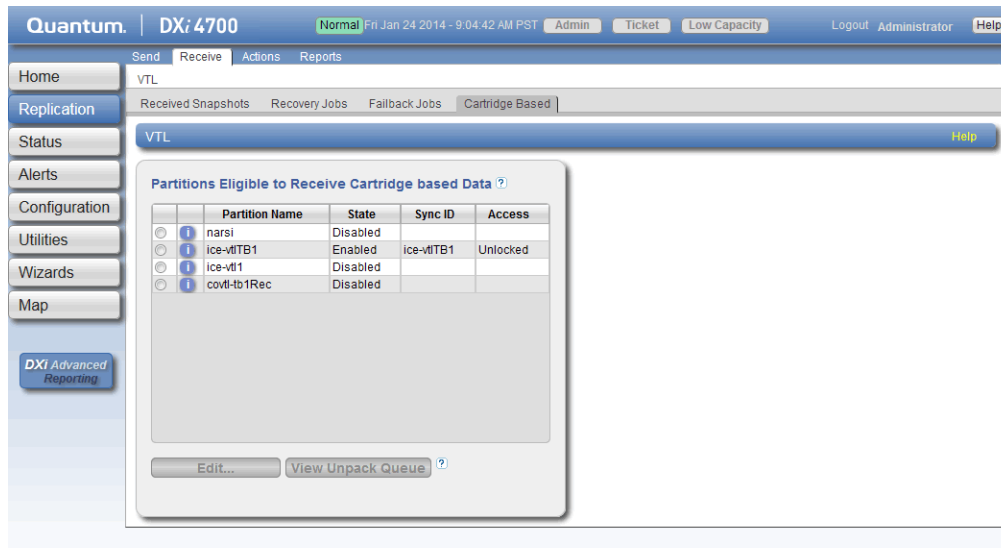 Quantum. DXi4700 Normal Fri Jan 24 2014 - 9:04:42 AM PST Admin Ticket Low Capacity Logout Administrator Help
Send Receive Actions Reports
Home
VTL
Replication
Received Snapshots Recovery Jobs Failback Jobs Cartridge Based
Status
VTL Help
Alerts
Configuration
Utilities
Wizards
Map
DXi Advanced
Reporting
Partitions Eligible to Receive Cartridge based Data ?
Partition Name State Sync ID Access
i narsi Disabled
i ice-vtlTB1 Enabled ice-vtlTB1 Unlocked
i ice-vtl1 Disabled
i covtl-tb1Rec Disabled
Edit... View Unpack Queue ?